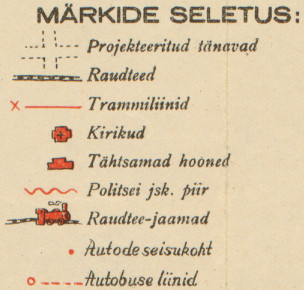 MÄRKIDE SELETUS:
Projekteeritud tänavad
Raudteed
Trammiliinid
Kirikud
Tähtsamad hooned
Politsei jsk. piir
Raudtee-jaamad
Autode seisukoht
Autobuse liinid